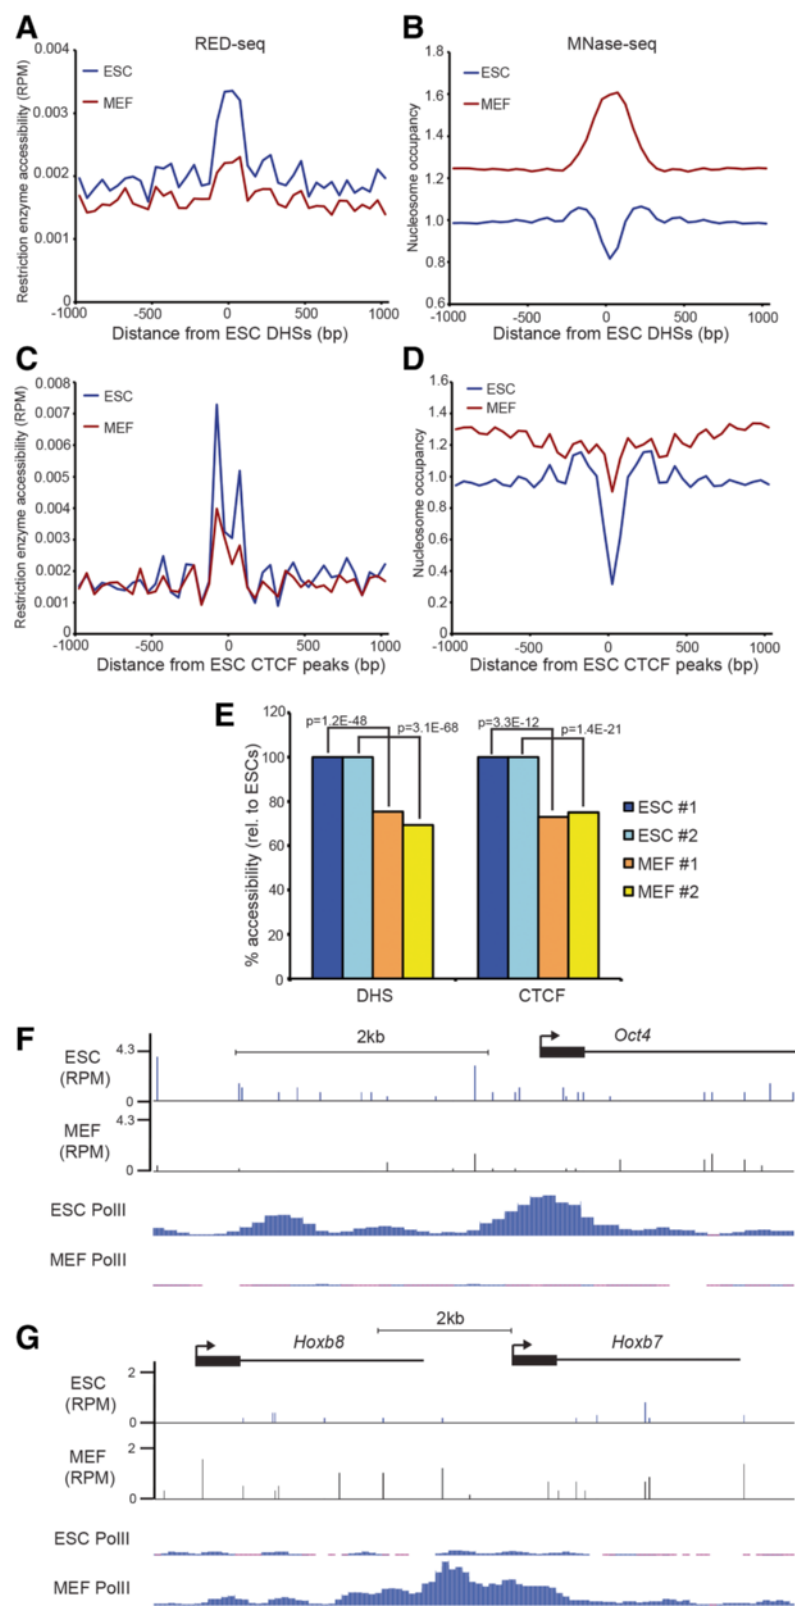 A
RED-seq
Restriction enzyme accessibility (RPM)
0.004
0.003
0.002
0.001
0
ESC
MEF
-1000
-500
0
500
1000
Distance from ESC DHSs (bp)
B
MNase-seq
Nucleosome occupancy
1.8
1.6
1.4
1.2
1.0
0.8
0.6
ESC
MEF
-1000
-500
0
500
1000
Distance from ESC DHSs (bp)
C
Restriction enzyme accessibility (RPM)
0.008
0.007
0.006
0.005
0.004
0.003
0.002
0.001
0
ESC
MEF
-1000
-500
0
500
1000
Distance from ESC CTCF peaks (bp)
D
Nucleosome occupancy
1.6
1.4
1.2
1.0
0.8
0.6
0.4
0.2
0
ESC
MEF
-1000
-500
0
500
1000
Distance from ESC CTCF peaks (bp)
E
% accessibility (rel. to ESCs)
120
100
80
60
40
20
0
p=1.2E-48
p=3.1E-68
p=3.3E-12
p=1.4E-21
DHS
CTCF
ESC #1
ESC #2
MEF #1
MEF #2
F
2kb
Oct4
ESC
(RPM)
4.3
0
MEF
(RPM)
4.3
0
ESC PolII
MEF PolII
G
2kb
Hoxb8
Hoxb7
ESC
(RPM)
2
0
MEF
(RPM)
2
0
ESC PolII
MEF PolII